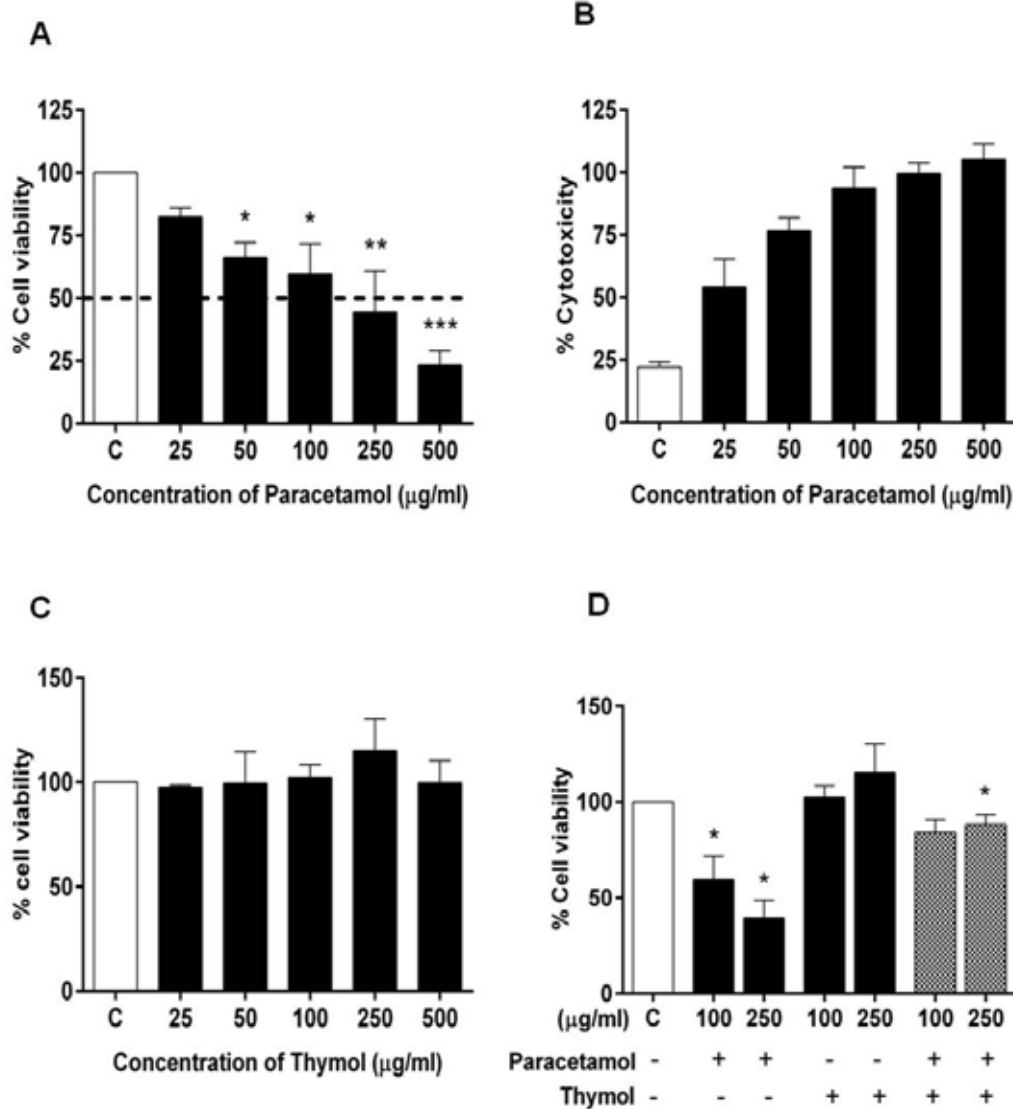 A
125
100
75
50
25
0
% Cell viability
*
*
**
***
C 25 50 100 250 500
Concentration of Paracetamol (µg/ml)
B
125
100
75
50
25
0
% Cytotoxicity
C 25 50 100 250 500
Concentration of Paracetamol (µg/ml)
C
150
100
50
0
% cell viability
C 25 50 100 250 500
Concentration of Thymol (µg/ml)
D
150
100
50
0
% Cell viability
*
*
*
(µg/ml) C 100 250 100 250 100 250
Paracetamol - + + - - + +
Thymol - - - + + + +